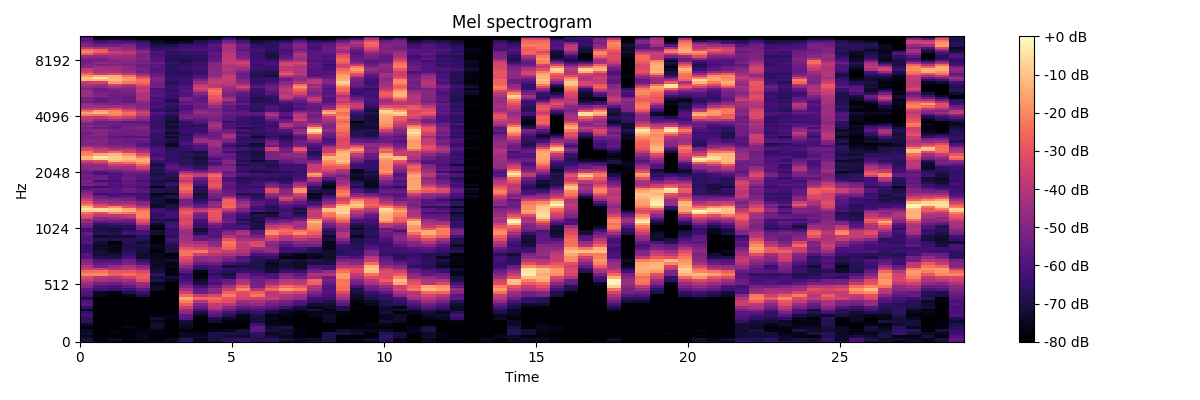 Mel spectrogram
8192
4096
2048
1024
512
0
Hz
0 5 10 15 20 25
Time
+0 dB
-10 dB
-20 dB
-30 dB
-40 dB
-50 dB
-60 dB
-70 dB
-80 dB